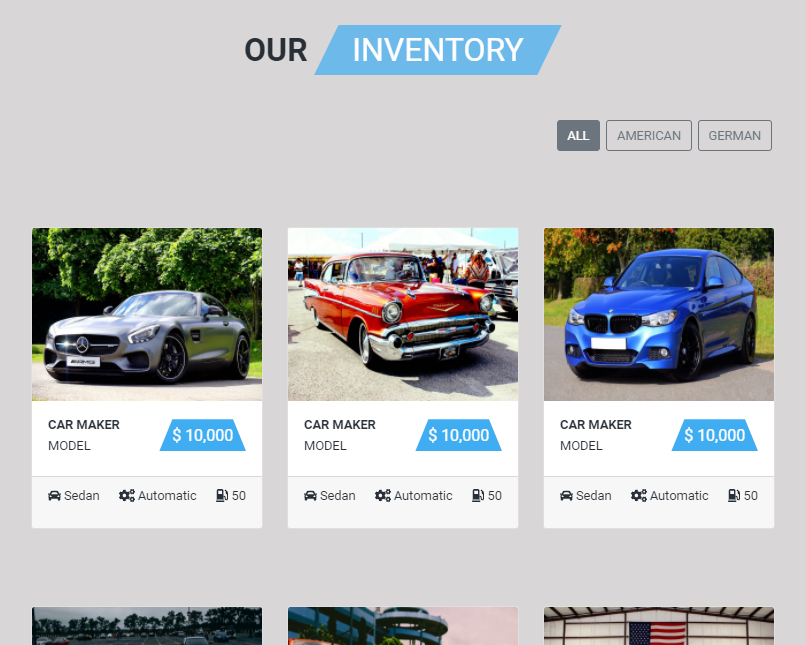 OUR INVENTORY
ALL AMERICAN GERMAN
CAR MAKER
MODEL
$ 10,000
Sedan Automatic 50
CAR MAKER
MODEL
$ 10,000
Sedan Automatic 50
CAR MAKER
MODEL
$ 10,000
Sedan Automatic 50